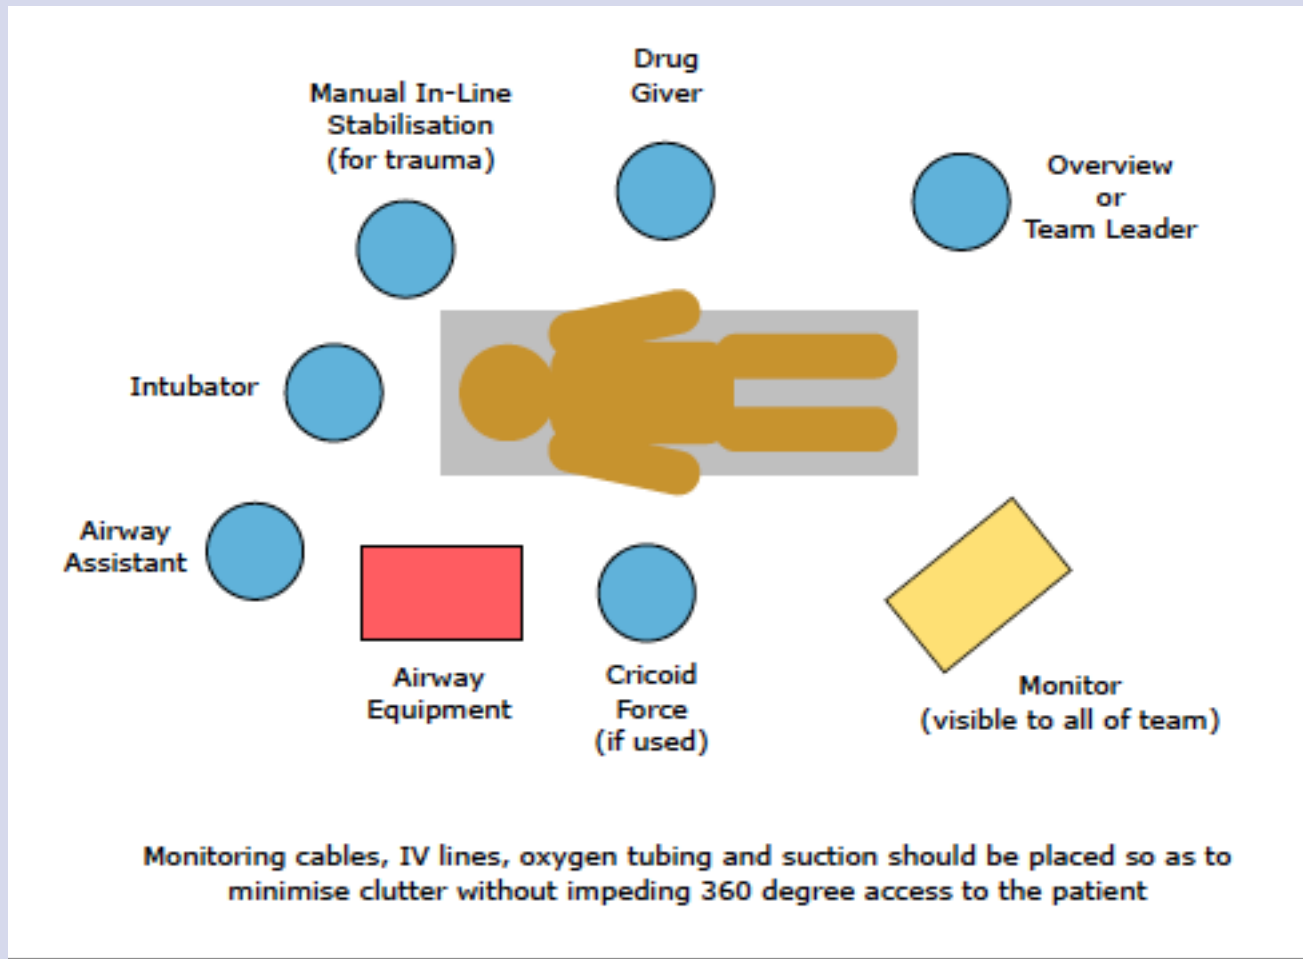 Drug
Giver
Manual In-Line
Stabilisation
(for trauma)
Overview
or
Team Leader
Intubator
Airway
Assistant
Airway
Equipment
Cricoid
Force
(if used)
Monitor
(visible to all of team)
Monitoring cables, IV lines, oxygen tubing and suction should be placed so as to
minimise clutter without impeding 360 degree access to the patient